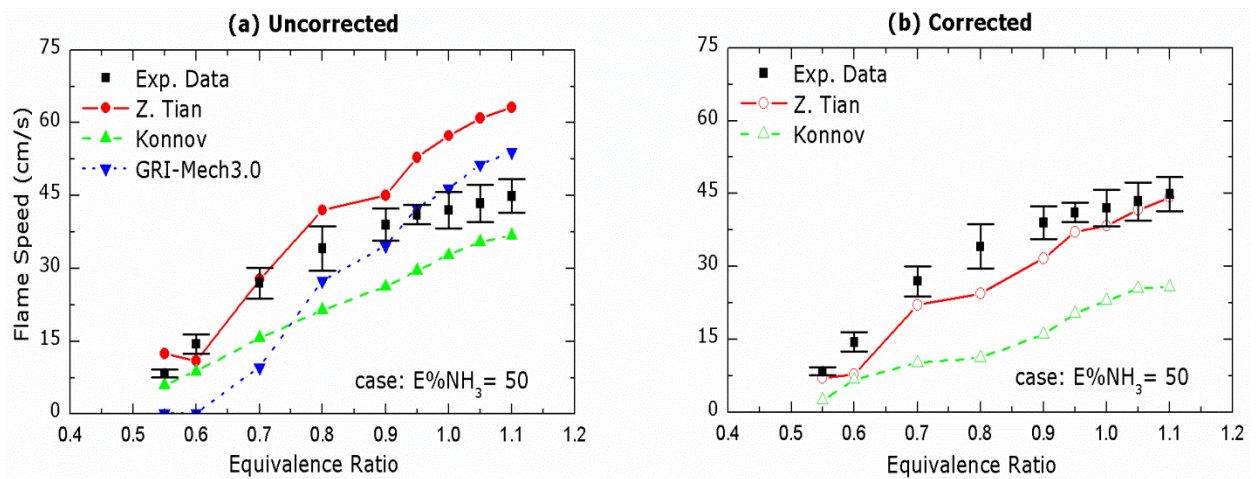 (a) Uncorrected
75
60
45
30
15
0
Flame Speed (cm/s)
Exp. Data
Z. Tian
Konnov
GRI-Mech3.0
case: E%NH₃= 50
0.4 0.5 0.6 0.7 0.8 0.9 1.0 1.1 1.2
Equivalence Ratio
(b) Corrected
75
60
45
30
15
0
Exp. Data
Z. Tian
Konnov
case: E%NH₃= 50
0.4 0.5 0.6 0.7 0.8 0.9 1.0 1.1 1.2
Equivalence Ratio